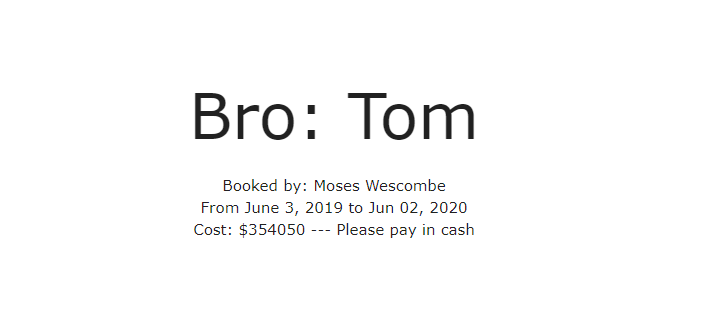 Bro: Tom
Booked by: Moses Wescombe
From June 3, 2019 to Jun 02, 2020
Cost: $354050 --- Please pay in cash